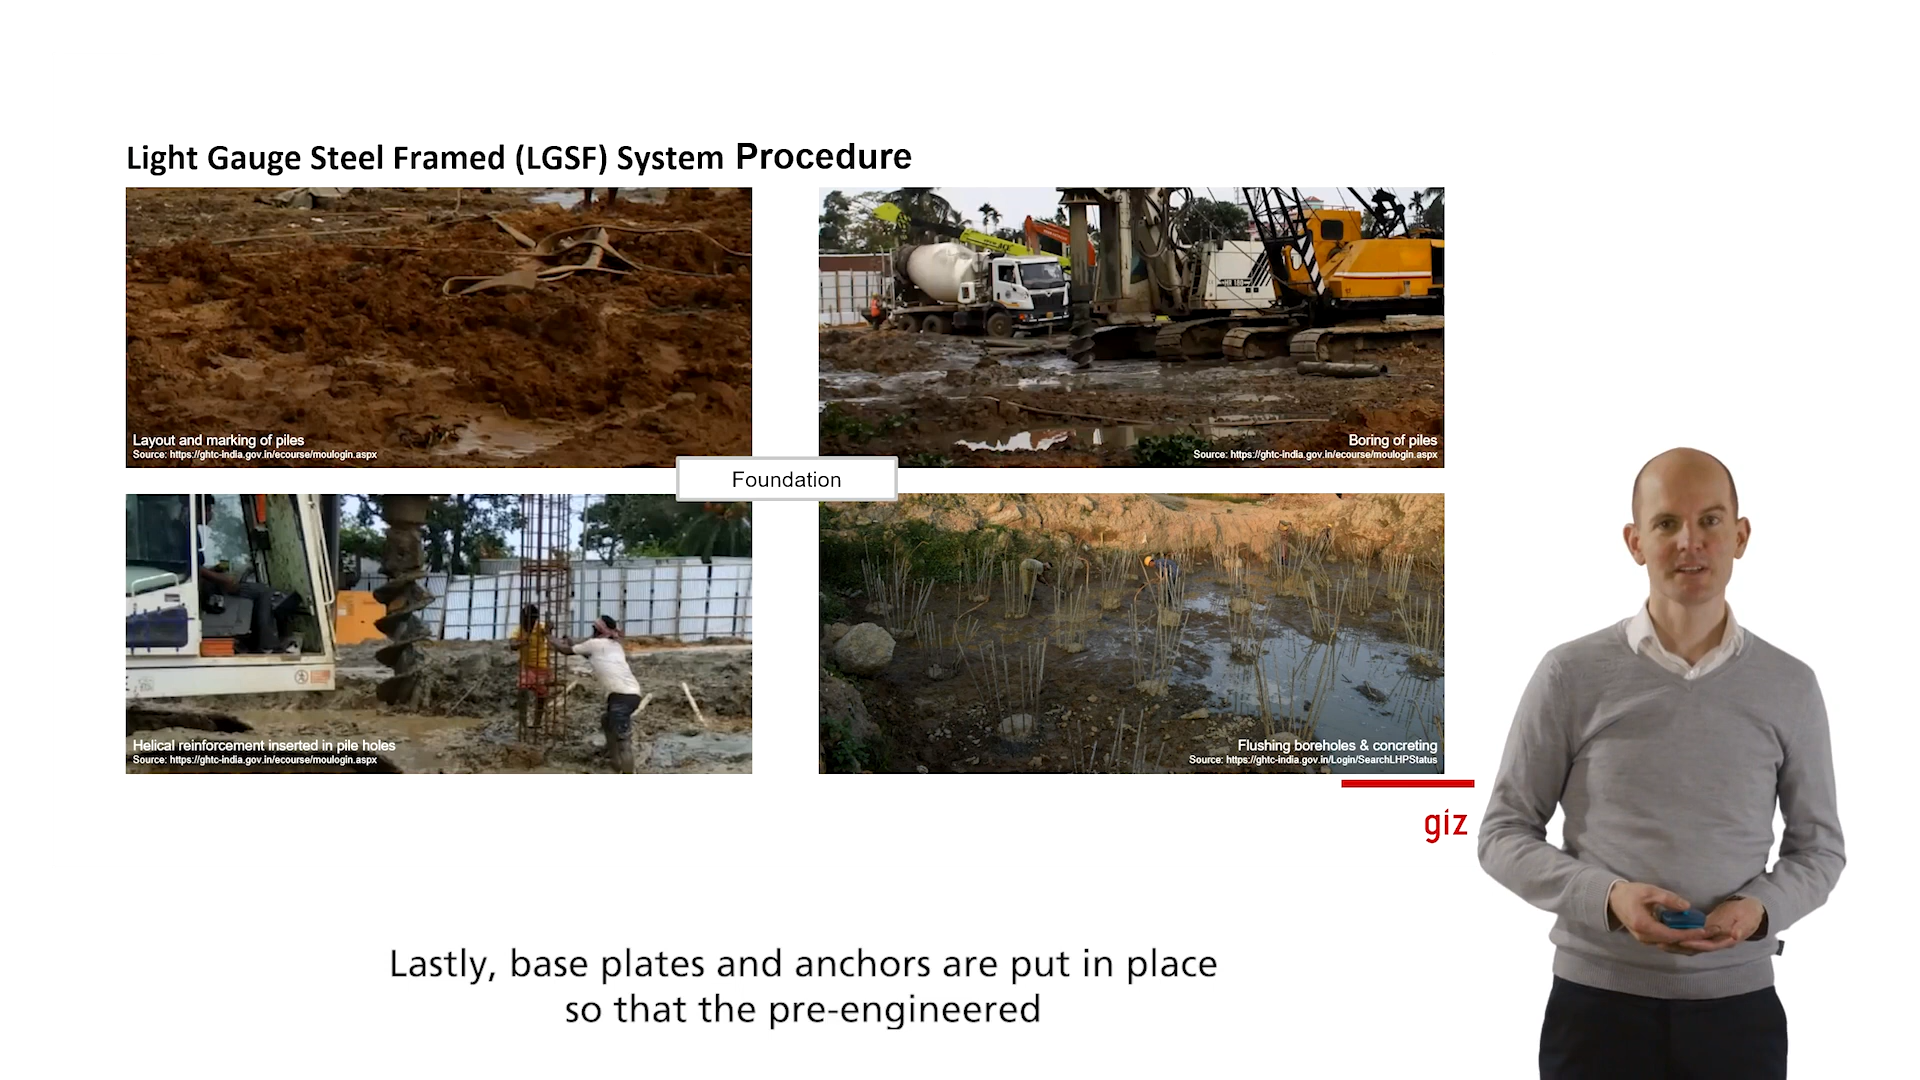 Light Gauge Steel Framed (LGSF) System Procedure
Layout and marking of piles
Source: https://ghtc-india.gov.in/ecourse/moulogin.aspx
Boring of piles
Source: https://ghtc-india.gov.in/ecourse/moulogin.aspx
Foundation
Helical reinforcement inserted in pile holes
Source: https://ghtc-india.gov.in/ecourse/moulogin.aspx
Flushing boreholes & concreting
Source: https://ghtc-india.gov.in/Login/SearchLHPStatus
giz
Lastly, base plates and anchors are put in place
so that the pre-engineered